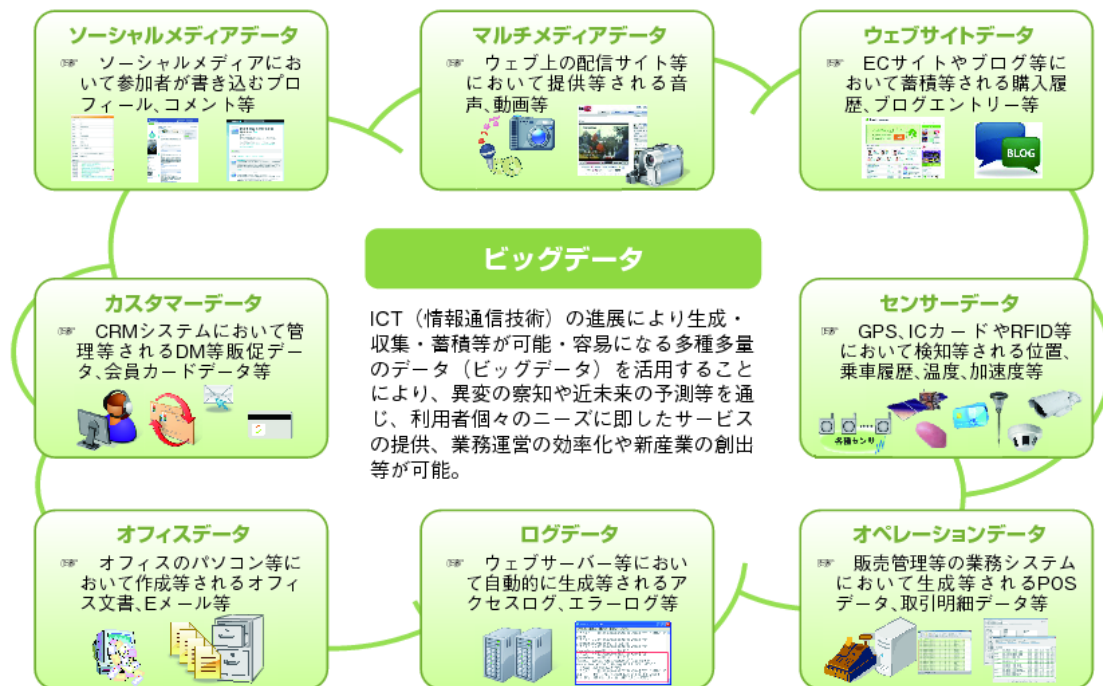 ソーシャルメディアデータ
☞ ソーシャルメディアにお
いて参加者が書き込むプロ
フィール、コメント等
マルチメディアデータ
☞ ウェブ上の配信サイト等
において提供等される音
声、動画等
ウェブサイトデータ
☞ ECサイトやブログ等に
おいて蓄積等される購入履
歴、ブログエントリー等
BLOG
ビッグデータ
ICT（情報通信技術）の進展により生成・
収集・蓄積等が可能・容易になる多種多量
のデータ（ビッグデータ）を活用すること
により、異変の察知や近未来の予測等を通
じ、利用者個々のニーズに即したサービス
の提供、業務運営の効率化や新産業の創出
等が可能。
カスタマーデータ
☞ CRMシステムにおいて管
理等されるDM等販促デー
タ、会員カードデータ等
センサーデータ
☞ GPS、ICカードやRFID等
において検知等される位置、
乗車履歴、温度、加速度等
各種センサ
オフィスデータ
☞ オフィスのパソコン等に
おいて作成等されるオフィ
ス文書、Eメール等
ログデータ
☞ ウェブサーバー等におい
て自動的に生成等されるア
クセスログ、エラーログ等
オペレーションデータ
☞ 販売管理等の業務システム
において生成等されるPOS
データ、取引明細データ等